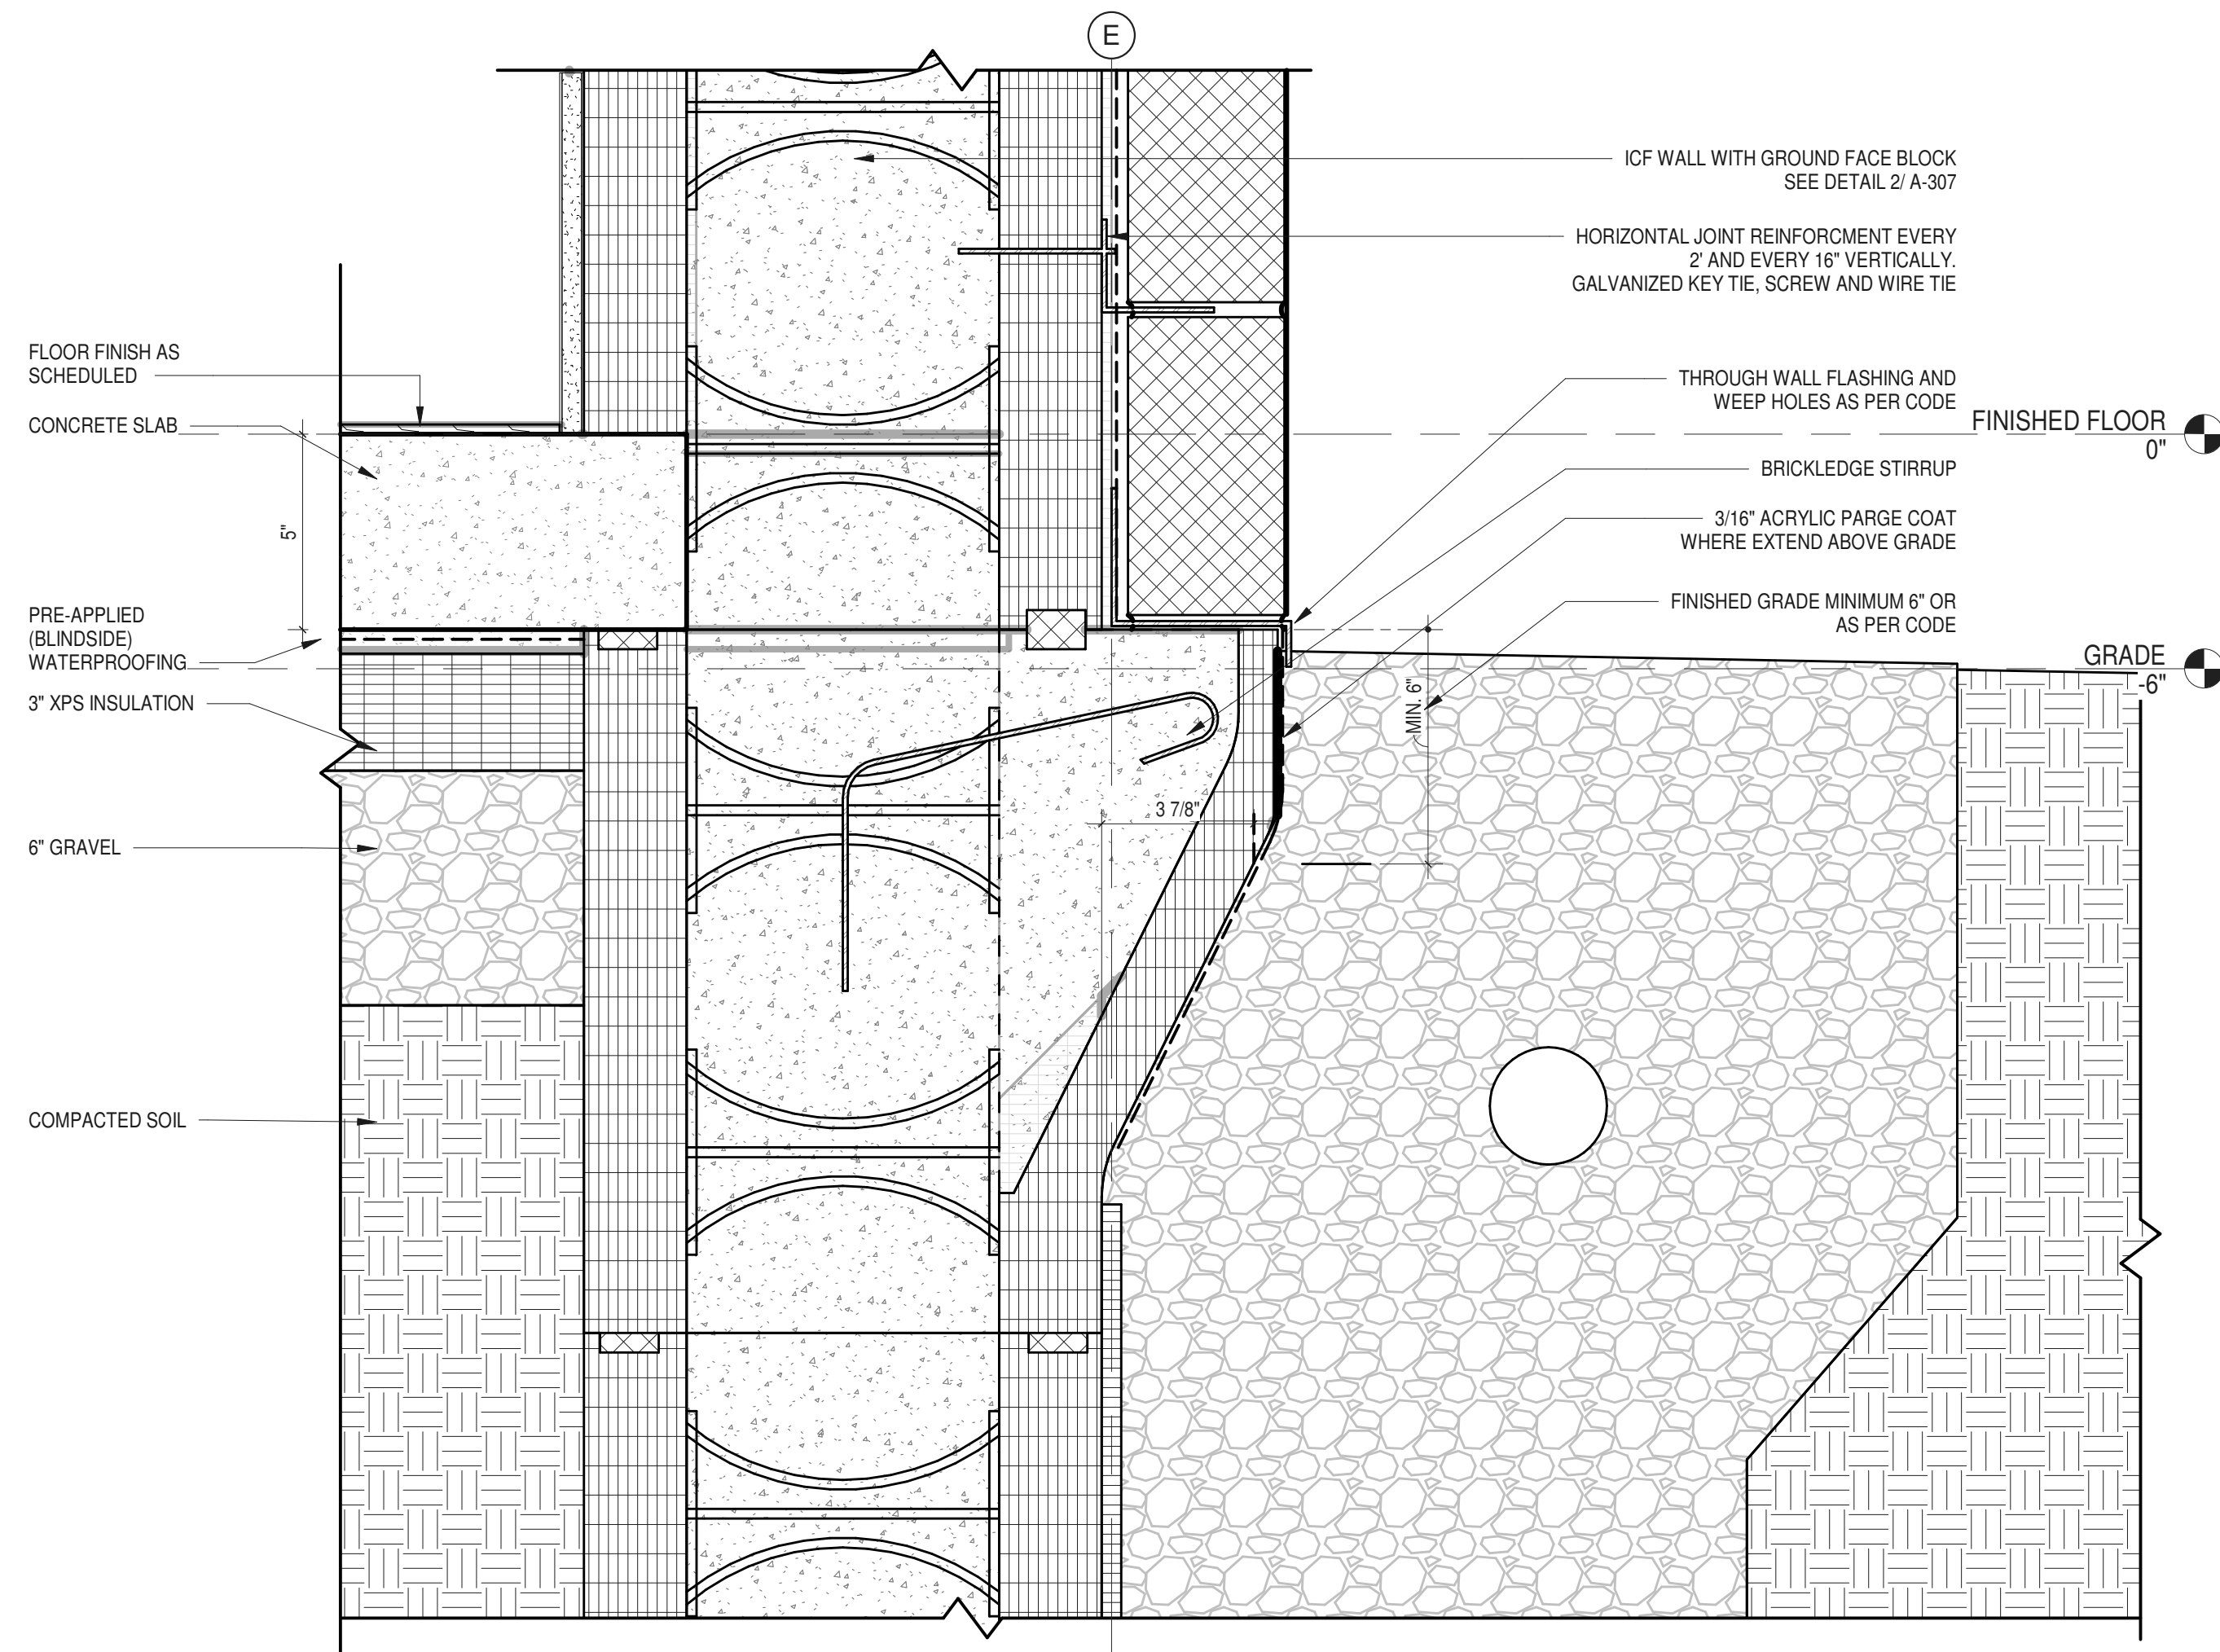 E
ICF WALL WITH GROUND FACE BLOCK
SEE DETAIL 2/ A-307
HORIZONTAL JOINT REINFORCMENT EVERY
2' AND EVERY 16" VERTICALLY.
GALVANIZED KEY TIE, SCREW AND WIRE TIE
THROUGH WALL FLASHING AND
WEEP HOLES AS PER CODE
FINISHED FLOOR
0"
BRICKLEDGE STIRRUP
3/16" ACRYLIC PARGE COAT
WHERE EXTEND ABOVE GRADE
FINISHED GRADE MINIMUM 6" OR
AS PER CODE
GRADE
-6"
MIN. 6"
3 7/8"
FLOOR FINISH AS
SCHEDULED
CONCRETE SLAB
5"
PRE-APPLIED
(BLINDSIDE)
WATERPROOFING
3" XPS INSULATION
6" GRAVEL
COMPACTED SOIL